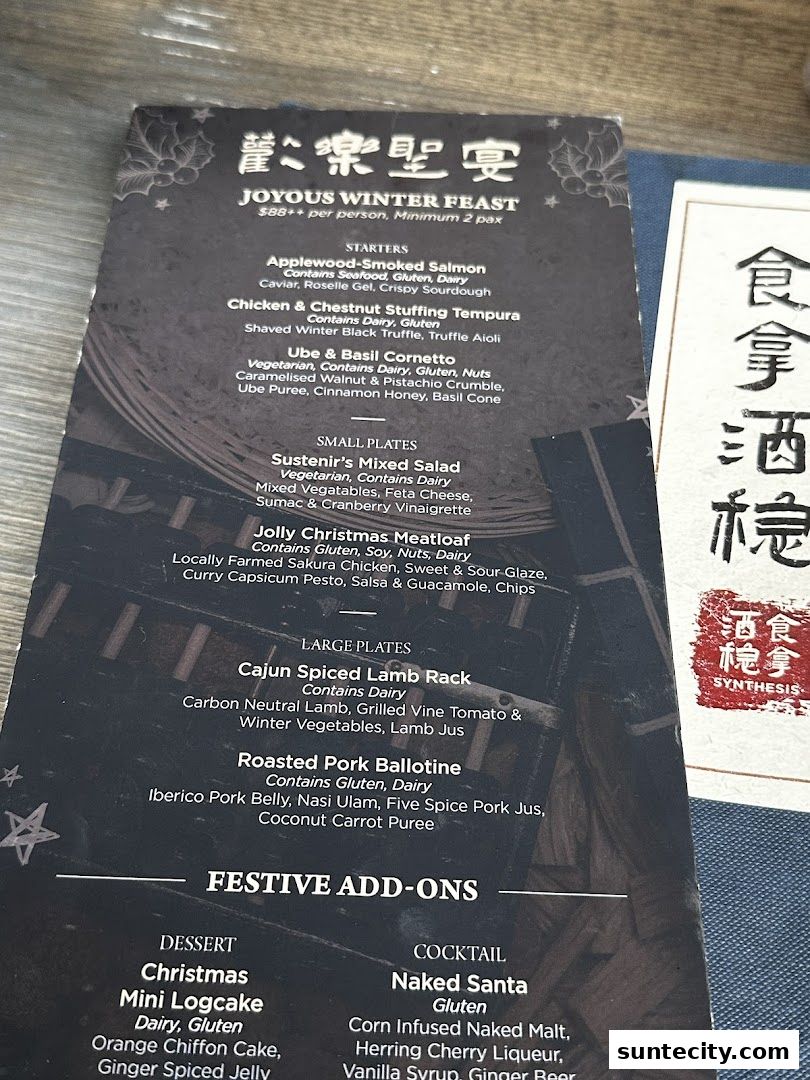 歡樂聖宴
JOYOUS WINTER FEAST
$88++ per person, Minimum 2 pax
STARTERS
Applewood-Smoked Salmon
Contains Seafood, Gluten, Dairy
Caviar, Roselle Gel, Crispy Sourdough
Chicken & Chestnut Stuffing Tempura
Contains Dairy, Gluten
Shaved Winter Black Truffle, Truffle Aioli
Ube & Basil Cornetto
Vegetarian, Contains Dairy, Gluten, Nuts
Caramelised Walnut & Pistachio Crumble,
Ube Puree, Cinnamon Honey, Basil Cone
SMALL PLATES
Sustenir's Mixed Salad
Vegetarian, Contains Dairy
Mixed Vegatables, Feta Cheese,
Sumac & Cranberry Vinaigrette
Jolly Christmas Meatloaf
Contains Gluten, Soy, Nuts, Dairy
Locally Farmed Sakura Chicken, Sweet & Sour Glaze,
Curry Capsicum Pesto, Salsa & Guacamole, Chips
LARGE PLATES
Cajun Spiced Lamb Rack
Contains Dairy
Carbon Neutral Lamb, Grilled Vine Tomato &
Winter Vegetables, Lamb Jus
Roasted Pork Ballotine
Contains Gluten, Dairy
Iberico Pork Belly, Nasi Ulam, Five Spice Pork Jus,
Coconut Carrot Puree
FESTIVE ADD-ONS
DESSERT
Christmas
Mini Logcake
Dairy, Gluten
Orange Chiffon Cake,
Ginger Spiced Jelly
COCKTAIL
Naked Santa
Gluten
Corn Infused Naked Malt,
Herring Cherry Liqueur,
Vanilla Syrup, Ginger Beer
食拿酒稳
食拿
酒稳
SYNTHESIS
suntecity.com